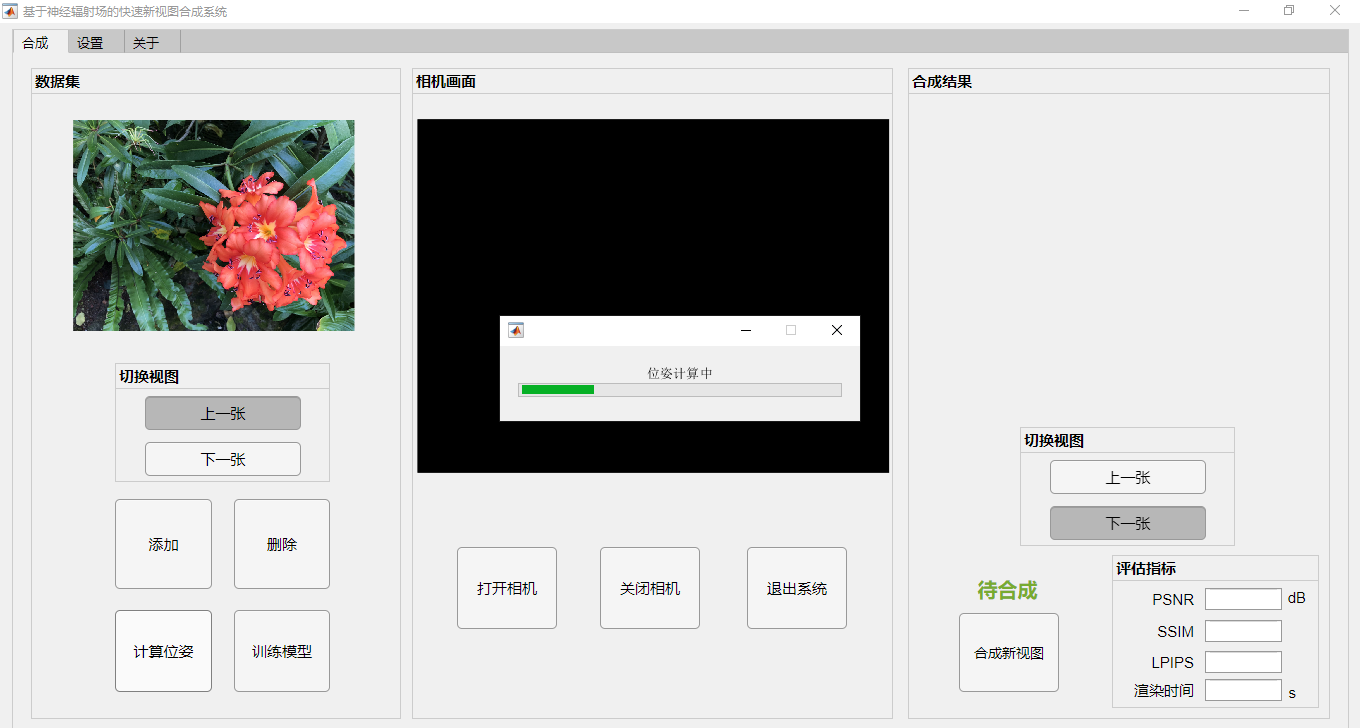 基于神经辐射场的快速新视图合成系统
合成 设置 关于
数据集
切换视图
上一张
下一张
添加 删除
计算位姿 训练模型
相机画面
位姿计算中
打开相机 关闭相机 退出系统
合成结果
切换视图
上一张
下一张
待合成
合成新视图
评估指标
PSNR dB
SSIM
LPIPS
渲染时间 s